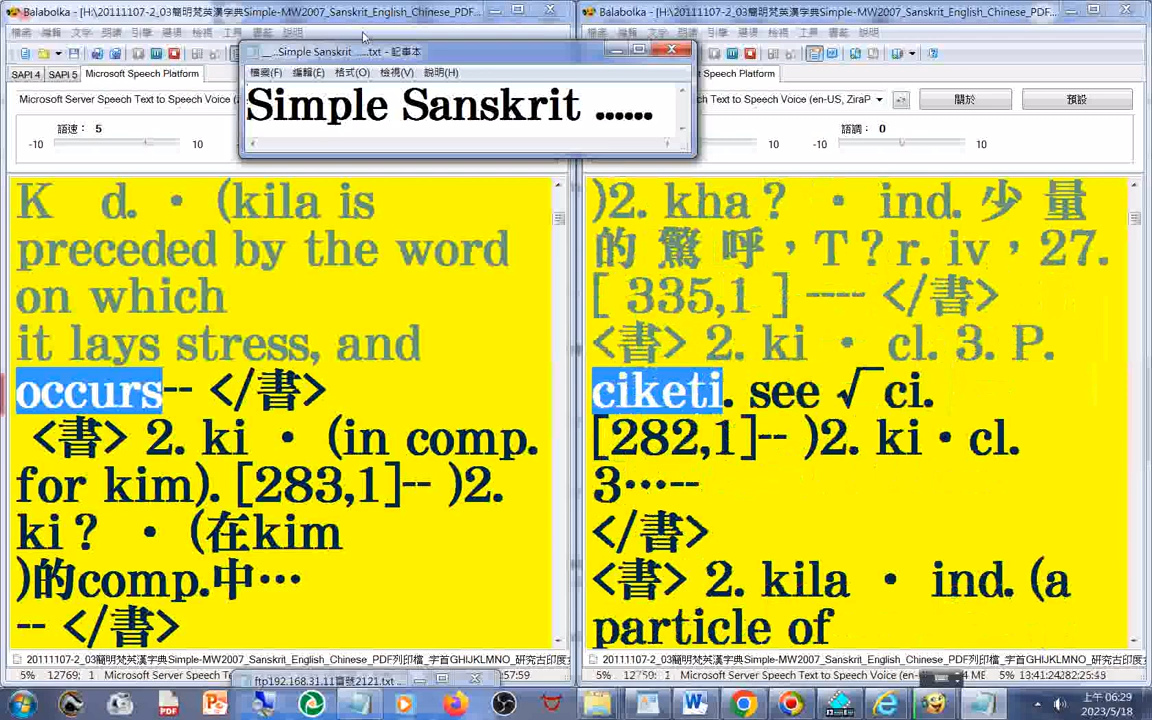 Balabolka - [H:\20111107-2_03簡明梵英漢字典Simple-MW2007_Sanskrit_English_Chinese_PDF...
Balabolka - [H:\20111107-2_03簡明梵英漢字典Simple-MW2007_Sanskrit_English_Chinese_PDF...
__...Simple Sanskrit ......txt - 記事本
檔案(F) 編輯(E) 格式(O) 檢視(V) 說明(H)
Simple Sanskrit ......
SAPI 4 SAPI 5 Microsoft Speech Platform
Speech Platform
Microsoft Server Speech Text to Speech Voice
Text to Speech Voice (en-US, ZiraP
關於 預設
語速： 5
-10 10
語調： 0
10 -10 10
K d. • (kila is
preceded by the word
on which
it lays stress, and
occurs-- </書>
<書> 2. ki • (in comp.
for kim). [283,1]-- )2.
ki？ • (在kim
)的comp.中…
-- </書>
)2. kha？ • ind. 少 量
的 驚 呼，T？r. iv，27.
[ 335,1 ] ---- </書>
<書> 2. ki • cl. 3. P.
ciketi. see √ ci.
[282,1]-- )2. ki•cl.
3…--
</書>
<書> 2. kila • ind. (a
particle of
20111107-2_03簡明梵英漢字典Simple-MW2007_Sanskrit_English_Chinese_PDF列印檔_字首GHIJKLMNO_研究古印度
20111107-2_03簡明梵英漢字典Simple-MW2007_Sanskrit_English_Chinese_PDF列印檔_字首GHIJKLMNO_研究古印度
5% 12769: 1 Microsoft Se
ftp192.168.31.11
2121.txt ...
:57:59
5% 12759: 1 Microsoft Server Speech Text to Speech Voice (en-
5% 13:41:24
上午 06:29
2023/5/18